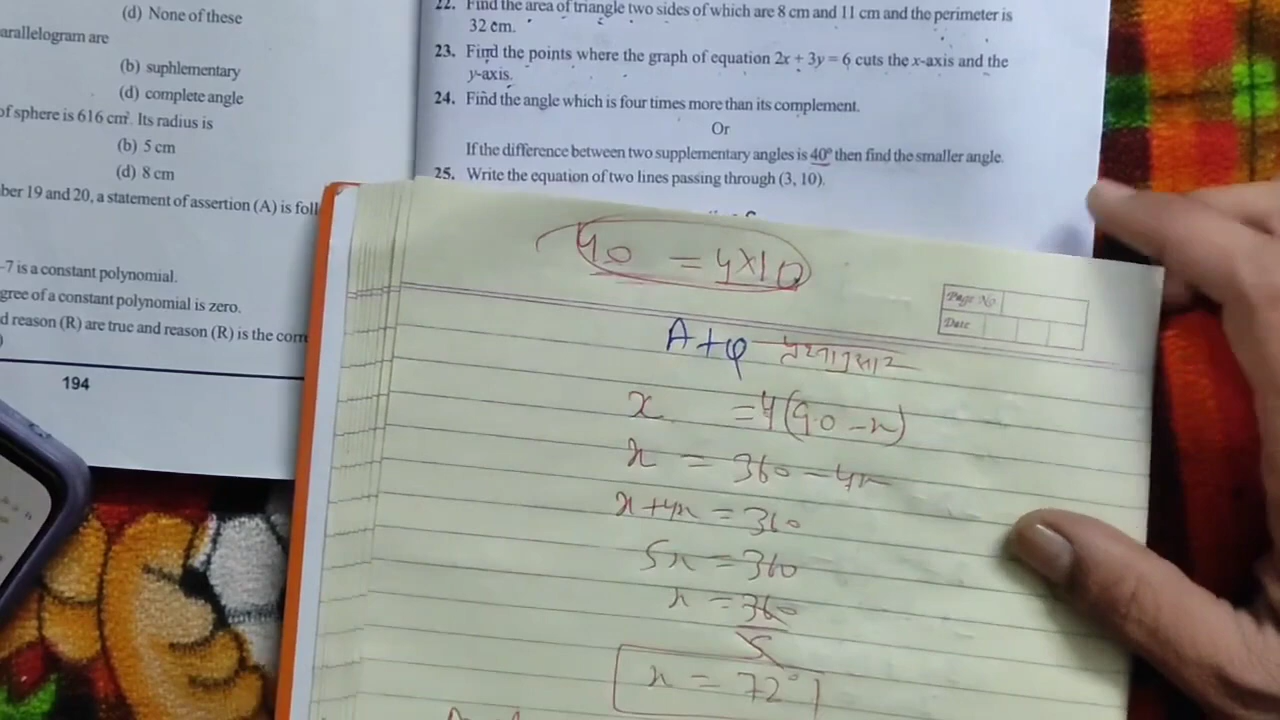 (d) None of these
arallelogram are
(b) suphlementary
(d) complete angle
of sphere is 616 cm². Its radius is
(b) 5 cm
(d) 8 cm
ber 19 and 20, a statement of assertion (A) is foll
-7 is a constant polynomial.
gree of a constant polynomial is zero.
d reason (R) are true and reason (R) is the corre
)
194
22. Find the area of triangle two sides of which are 8 cm and 11 cm and the perimeter is
32 cm.
23. Find the points where the graph of equation 2x + 3y = 6 cuts the x-axis and the
y-axis.
24. Find the angle which is four times more than its complement.
Or
If the difference between two supplementary angles is 40° then find the smaller angle.
25. Write the equation of two lines passing through (3, 10).
40 = 4×10
Page No.
Date
A+φ प्रश्नानुसार
x = 4(90-x)
x = 360-4x
x+4x = 360
5x = 360
x = 360
5
x = 72°